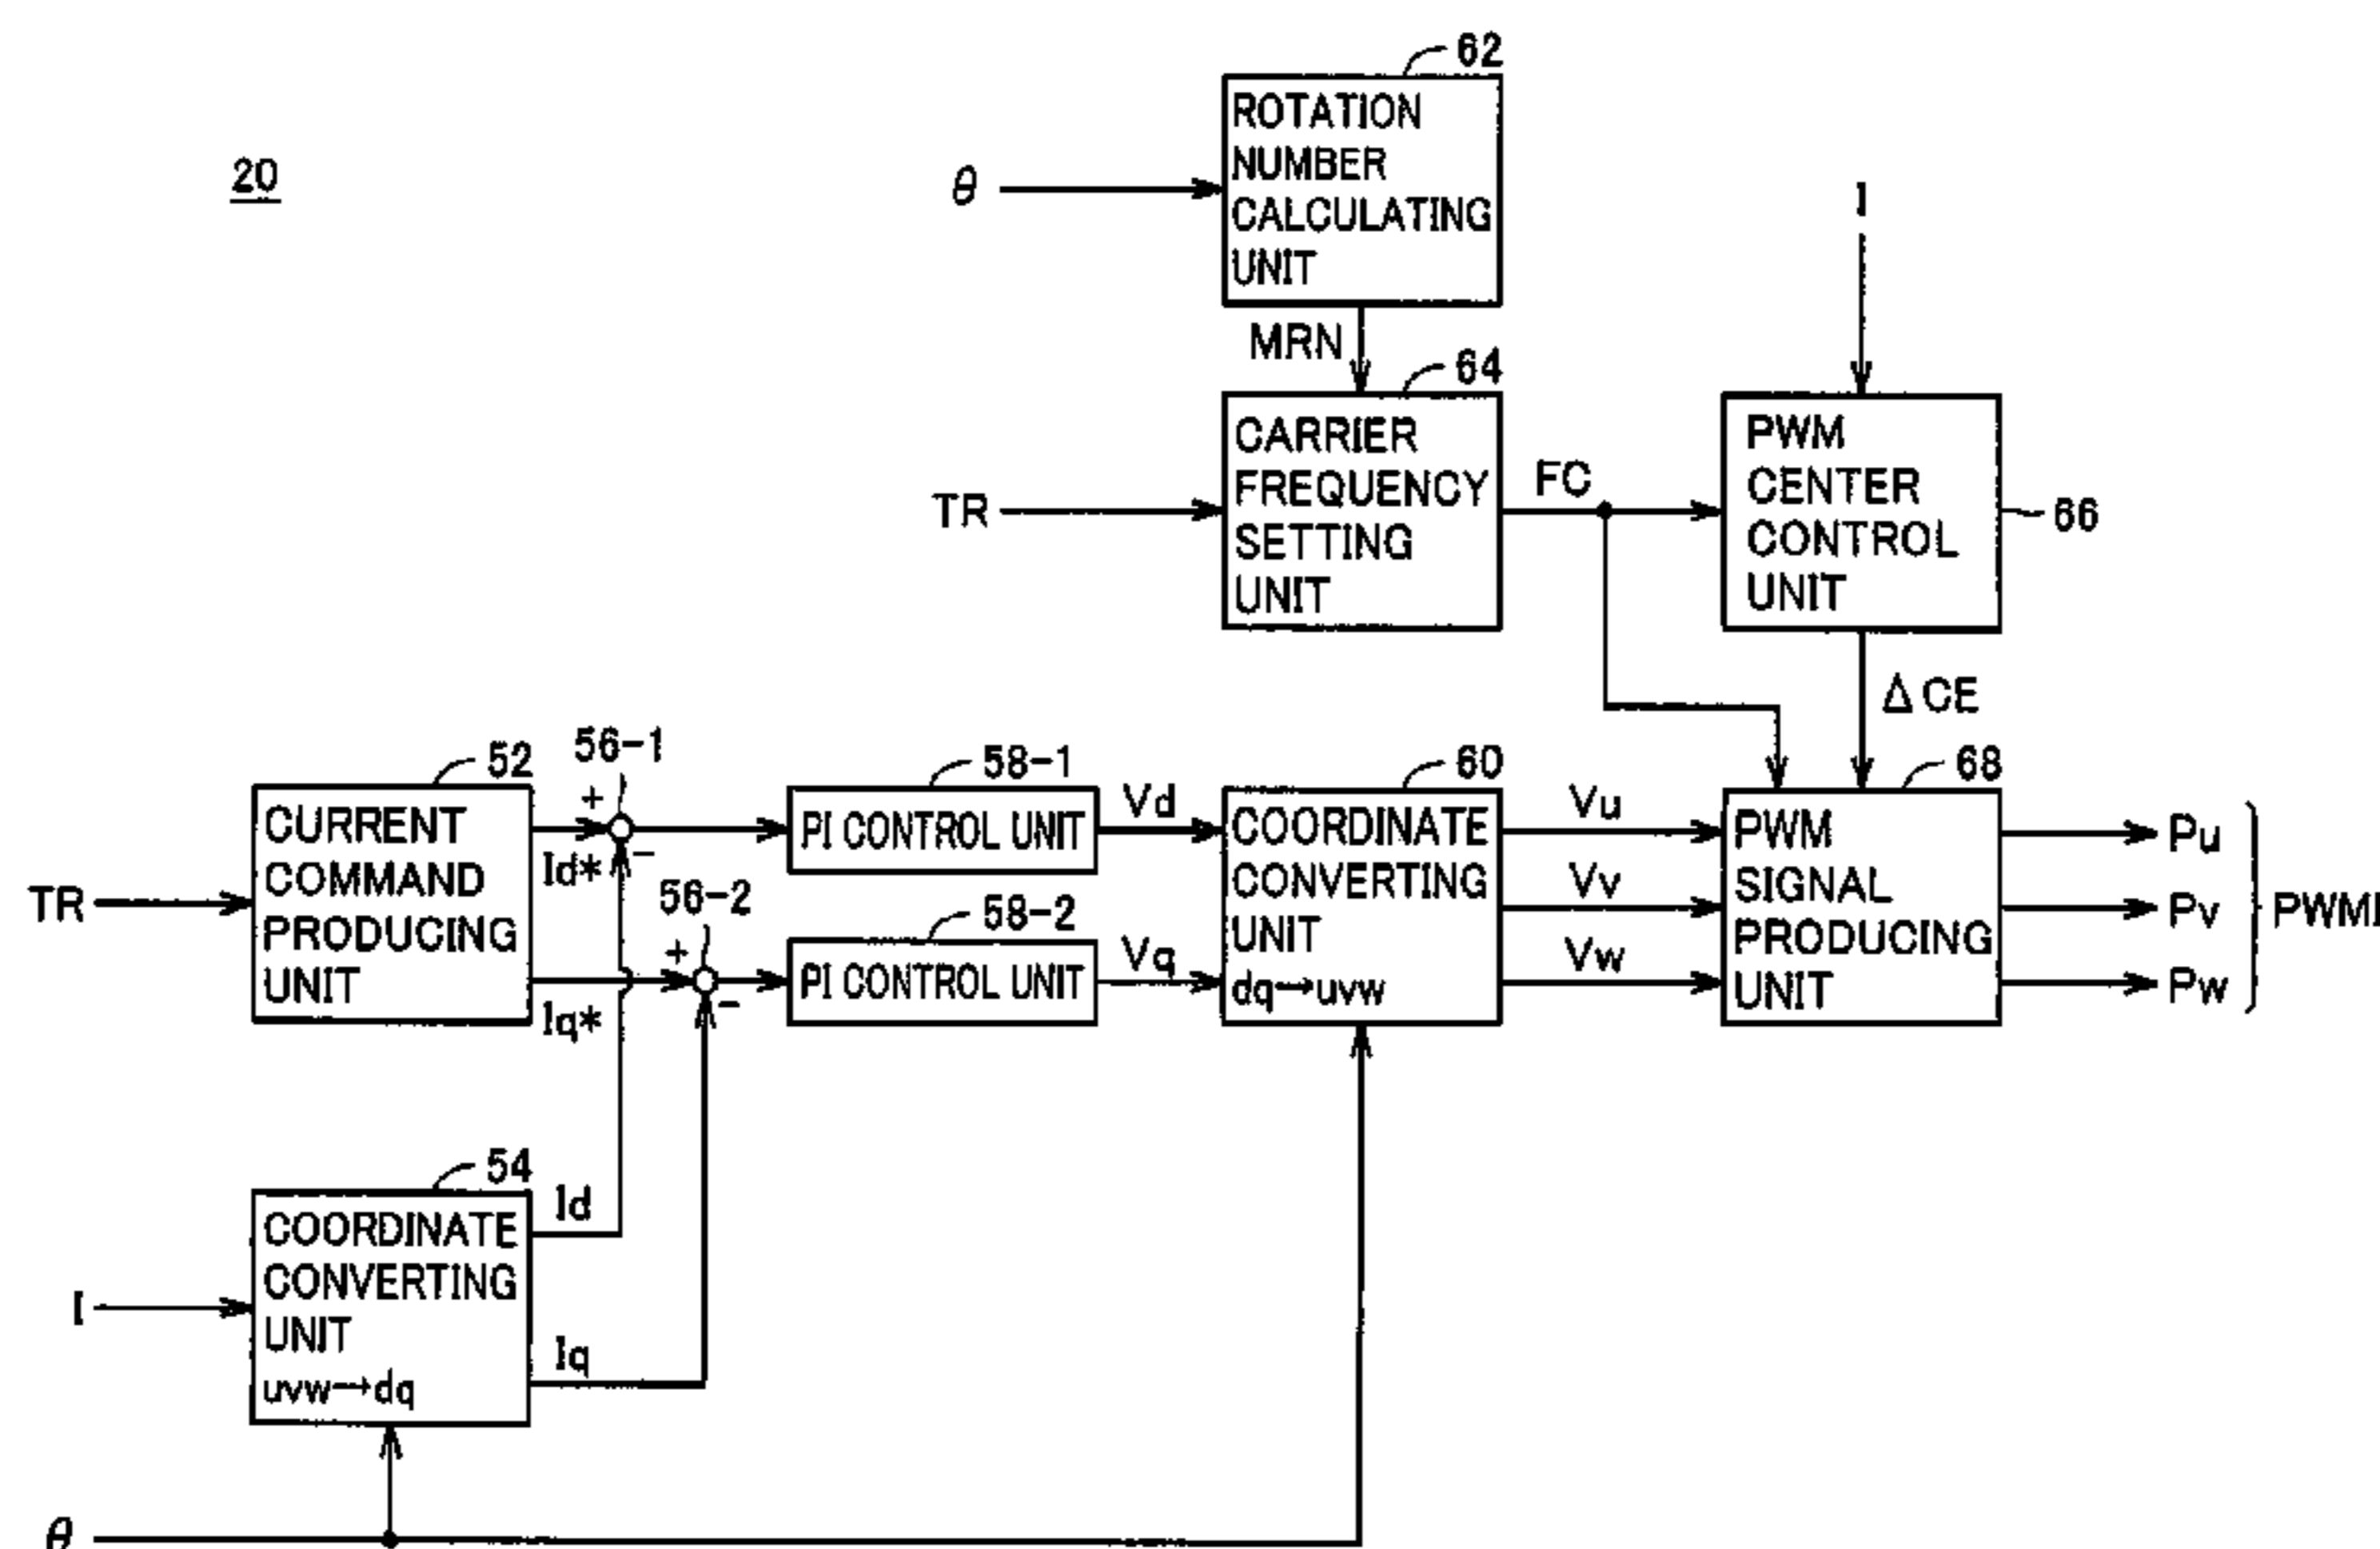 20
62
ROTATION
NUMBER
CALCULATING
UNIT
θ
MRN
I
64
CARRIER
FREQUENCY
SETTING
UNIT
TR
FC
PWM
CENTER
CONTROL
UNIT
66
ΔCE
52
CURRENT
COMMAND
PRODUCING
UNIT
TR
56-1
+
-
Id*
56-2
+
-
Iq*
58-1
PI CONTROL UNIT
Vd
58-2
PI CONTROL UNIT
Vq
60
COORDINATE
CONVERTING
UNIT
dq→uvw
Vu
Vv
Vw
68
PWM
SIGNAL
PRODUCING
UNIT
Pu
Pv
Pw
54
COORDINATE
CONVERTING
UNIT
uvw→dq
I
Id
Iq
θ